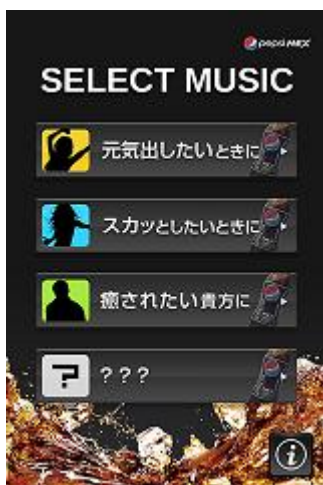 pepsi NEX
SELECT MUSIC
元気出したいときに
スカッとしたいときに
癒されたい貴方に
?
???
i